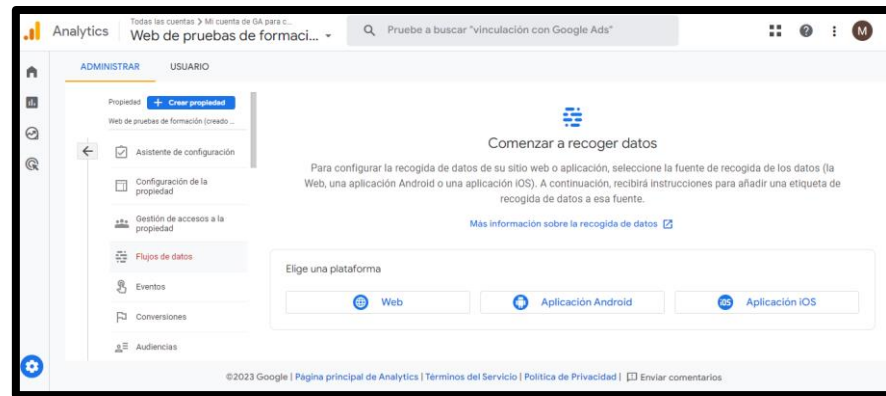 Analytics
Todas las cuentas > Mi cuenta de GA para c...
Web de pruebas de formaci...
Pruebe a buscar "vinculación con Google Ads"
M
ADMINISTRAR
USUARIO
Propiedad
+ Crear propiedad
Web de pruebas de formación (creado ...
Asistente de configuración
Configuración de la
propiedad
Gestión de accesos a la
propiedad
Flujos de datos
Eventos
Conversiones
Audiencias
Comenzar a recoger datos
Para configurar la recogida de datos de su sitio web o aplicación, seleccione la fuente de recogida de los datos (la
Web, una aplicación Android o una aplicación iOS). A continuación, recibirá instrucciones para añadir una etiqueta de
recogida de datos a esa fuente.
Más información sobre la recogida de datos
Elige una plataforma
Web
Aplicación Android
iOS
Aplicación iOS
©2023 Google | Página principal de Analytics | Términos del Servicio | Política de Privacidad | Enviar comentarios